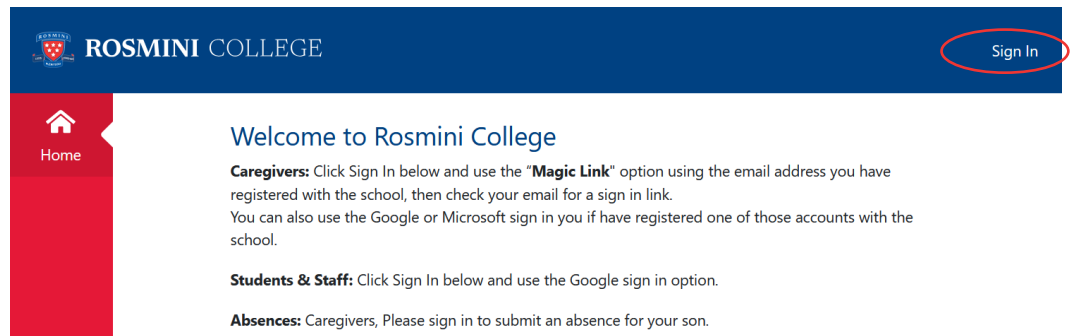 ROSMINI COLLEGE
Sign In
Home
Welcome to Rosmini College
Caregivers: Click Sign In below and use the “Magic Link" option using the email address you have
registered with the school, then check your email for a sign in link.
You can also use the Google or Microsoft sign in you if have registered one of those accounts with the
school.
Students & Staff: Click Sign In below and use the Google sign in option.
Absences: Caregivers, Please sign in to submit an absence for your son.